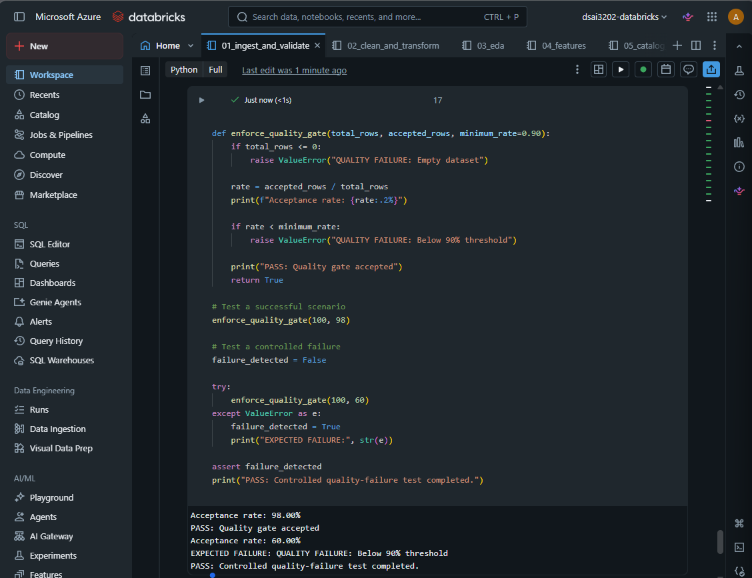 Microsoft Azure
databricks
Search data, notebooks, recents, and more...
CTRL + P
dsai3202-databricks
A
New
Home
01_ingest_and_validate
02_clean_and_transform
03_eda
04_features
05_catalog
Workspace
Python
Full
Last edit was 1 minute ago
Recents
Catalog
Jobs & Pipelines
Compute
Discover
Marketplace
SQL
SQL Editor
Queries
Dashboards
Genie Agents
Alerts
Query History
SQL Warehouses
Data Engineering
Runs
Data Ingestion
Visual Data Prep
AI/ML
Playground
Agents
AI Gateway
Experiments
Features
Just now (<1s)
17
def enforce_quality_gate(total_rows, accepted_rows, minimum_rate=0.90):
if total_rows <= 0:
raise ValueError("QUALITY FAILURE: Empty dataset")
rate = accepted_rows / total_rows
print(f"Acceptance rate: {rate:.2%}")
if rate < minimum_rate:
raise ValueError("QUALITY FAILURE: Below 90% threshold")
print("PASS: Quality gate accepted")
return True
# Test a successful scenario
enforce_quality_gate(100, 98)
# Test a controlled failure
failure_detected = False
try:
enforce_quality_gate(100, 60)
except ValueError as e:
failure_detected = True
print("EXPECTED FAILURE:", str(e))
assert failure_detected
print("PASS: Controlled quality-failure test completed.")
Acceptance rate: 98.00%
PASS: Quality gate accepted
Acceptance rate: 60.00%
EXPECTED FAILURE: QUALITY FAILURE: Below 90% threshold
PASS: Controlled quality-failure test completed.